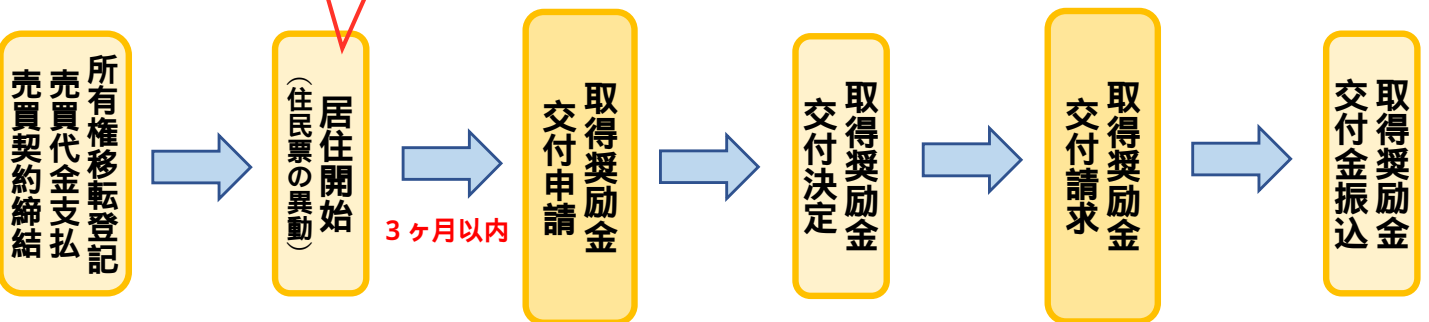 所有権移転登記
売買代金支払
売買契約締結
居住開始
（住民票の異動）
３ヶ月以内
取得奨励金
交付申請
取得奨励金
交付決定
取得奨励金
交付請求
取得奨励金
交付金振込